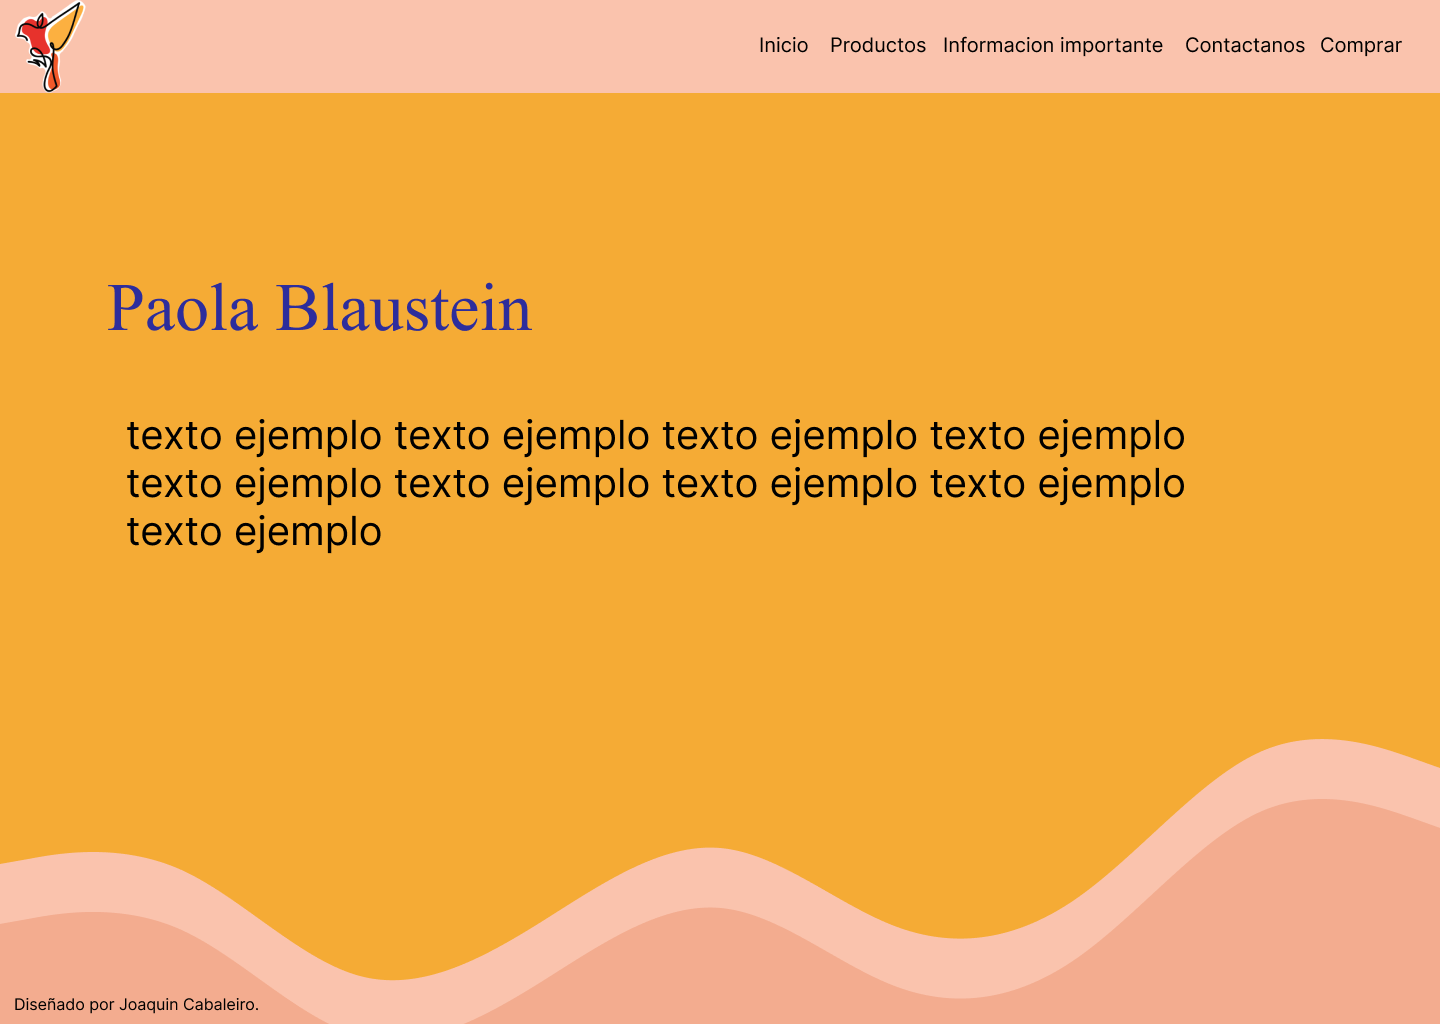 Inicio Productos Informacion importante Contactanos Comprar
Paola Blaustein
texto ejemplo texto ejemplo texto ejemplo texto ejemplo
texto ejemplo texto ejemplo texto ejemplo texto ejemplo
texto ejemplo
Diseñado por Joaquin Cabaleiro.